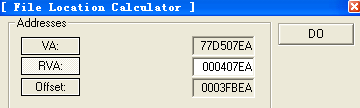 [ File Location Calculator ]
Addresses
DO
VA: 77D507EA
RVA: 000407EA
Offset: 0003FBEA